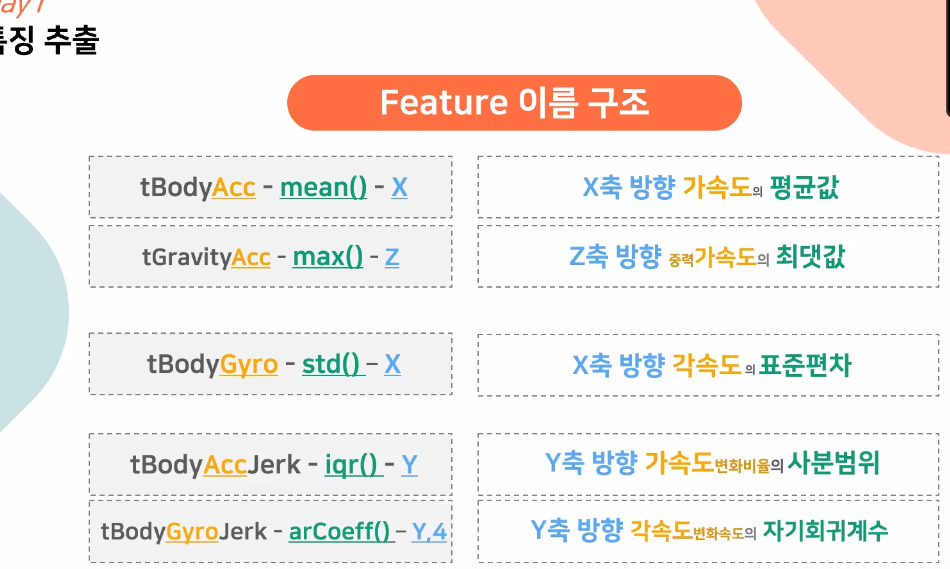 특징 추출
Feature 이름 구조
tBodyAcc - mean() - X
X축 방향 가속도의 평균값
tGravityAcc - max() - Z
Z축 방향 중력가속도의 최댓값
tBodyGyro - std() – X
X축 방향 각속도의 표준편차
tBodyAccJerk - iqr() - Y
Y축 방향 가속도변화비율의 사분범위
tBodyGyroJerk - arCoeff() – Y,4
Y축 방향 각속도변화속도의 자기회귀계수